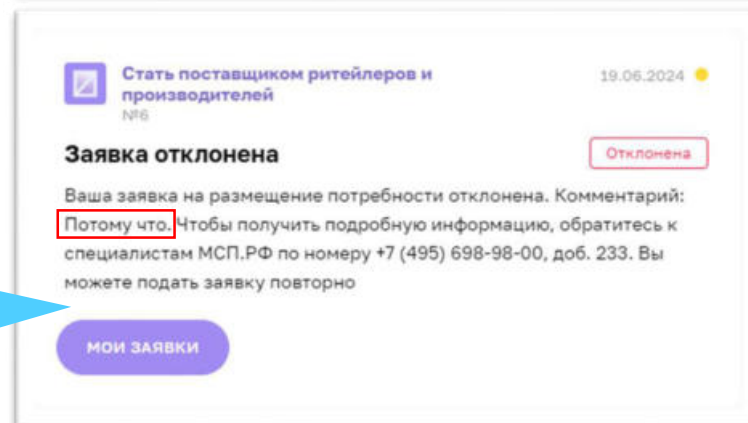 Стать поставщиком ритейлеров и
производителей
№6
19.06.2024
Заявка отклонена
Отклонена
Ваша заявка на размещение потребности отклонена. Комментарий:
Потому что. Чтобы получить подробную информацию, обратитесь к
специалистам МСП.РФ по номеру +7 (495) 698-98-00, доб. 233. Вы
можете подать заявку повторно
МОИ ЗАЯВКИ